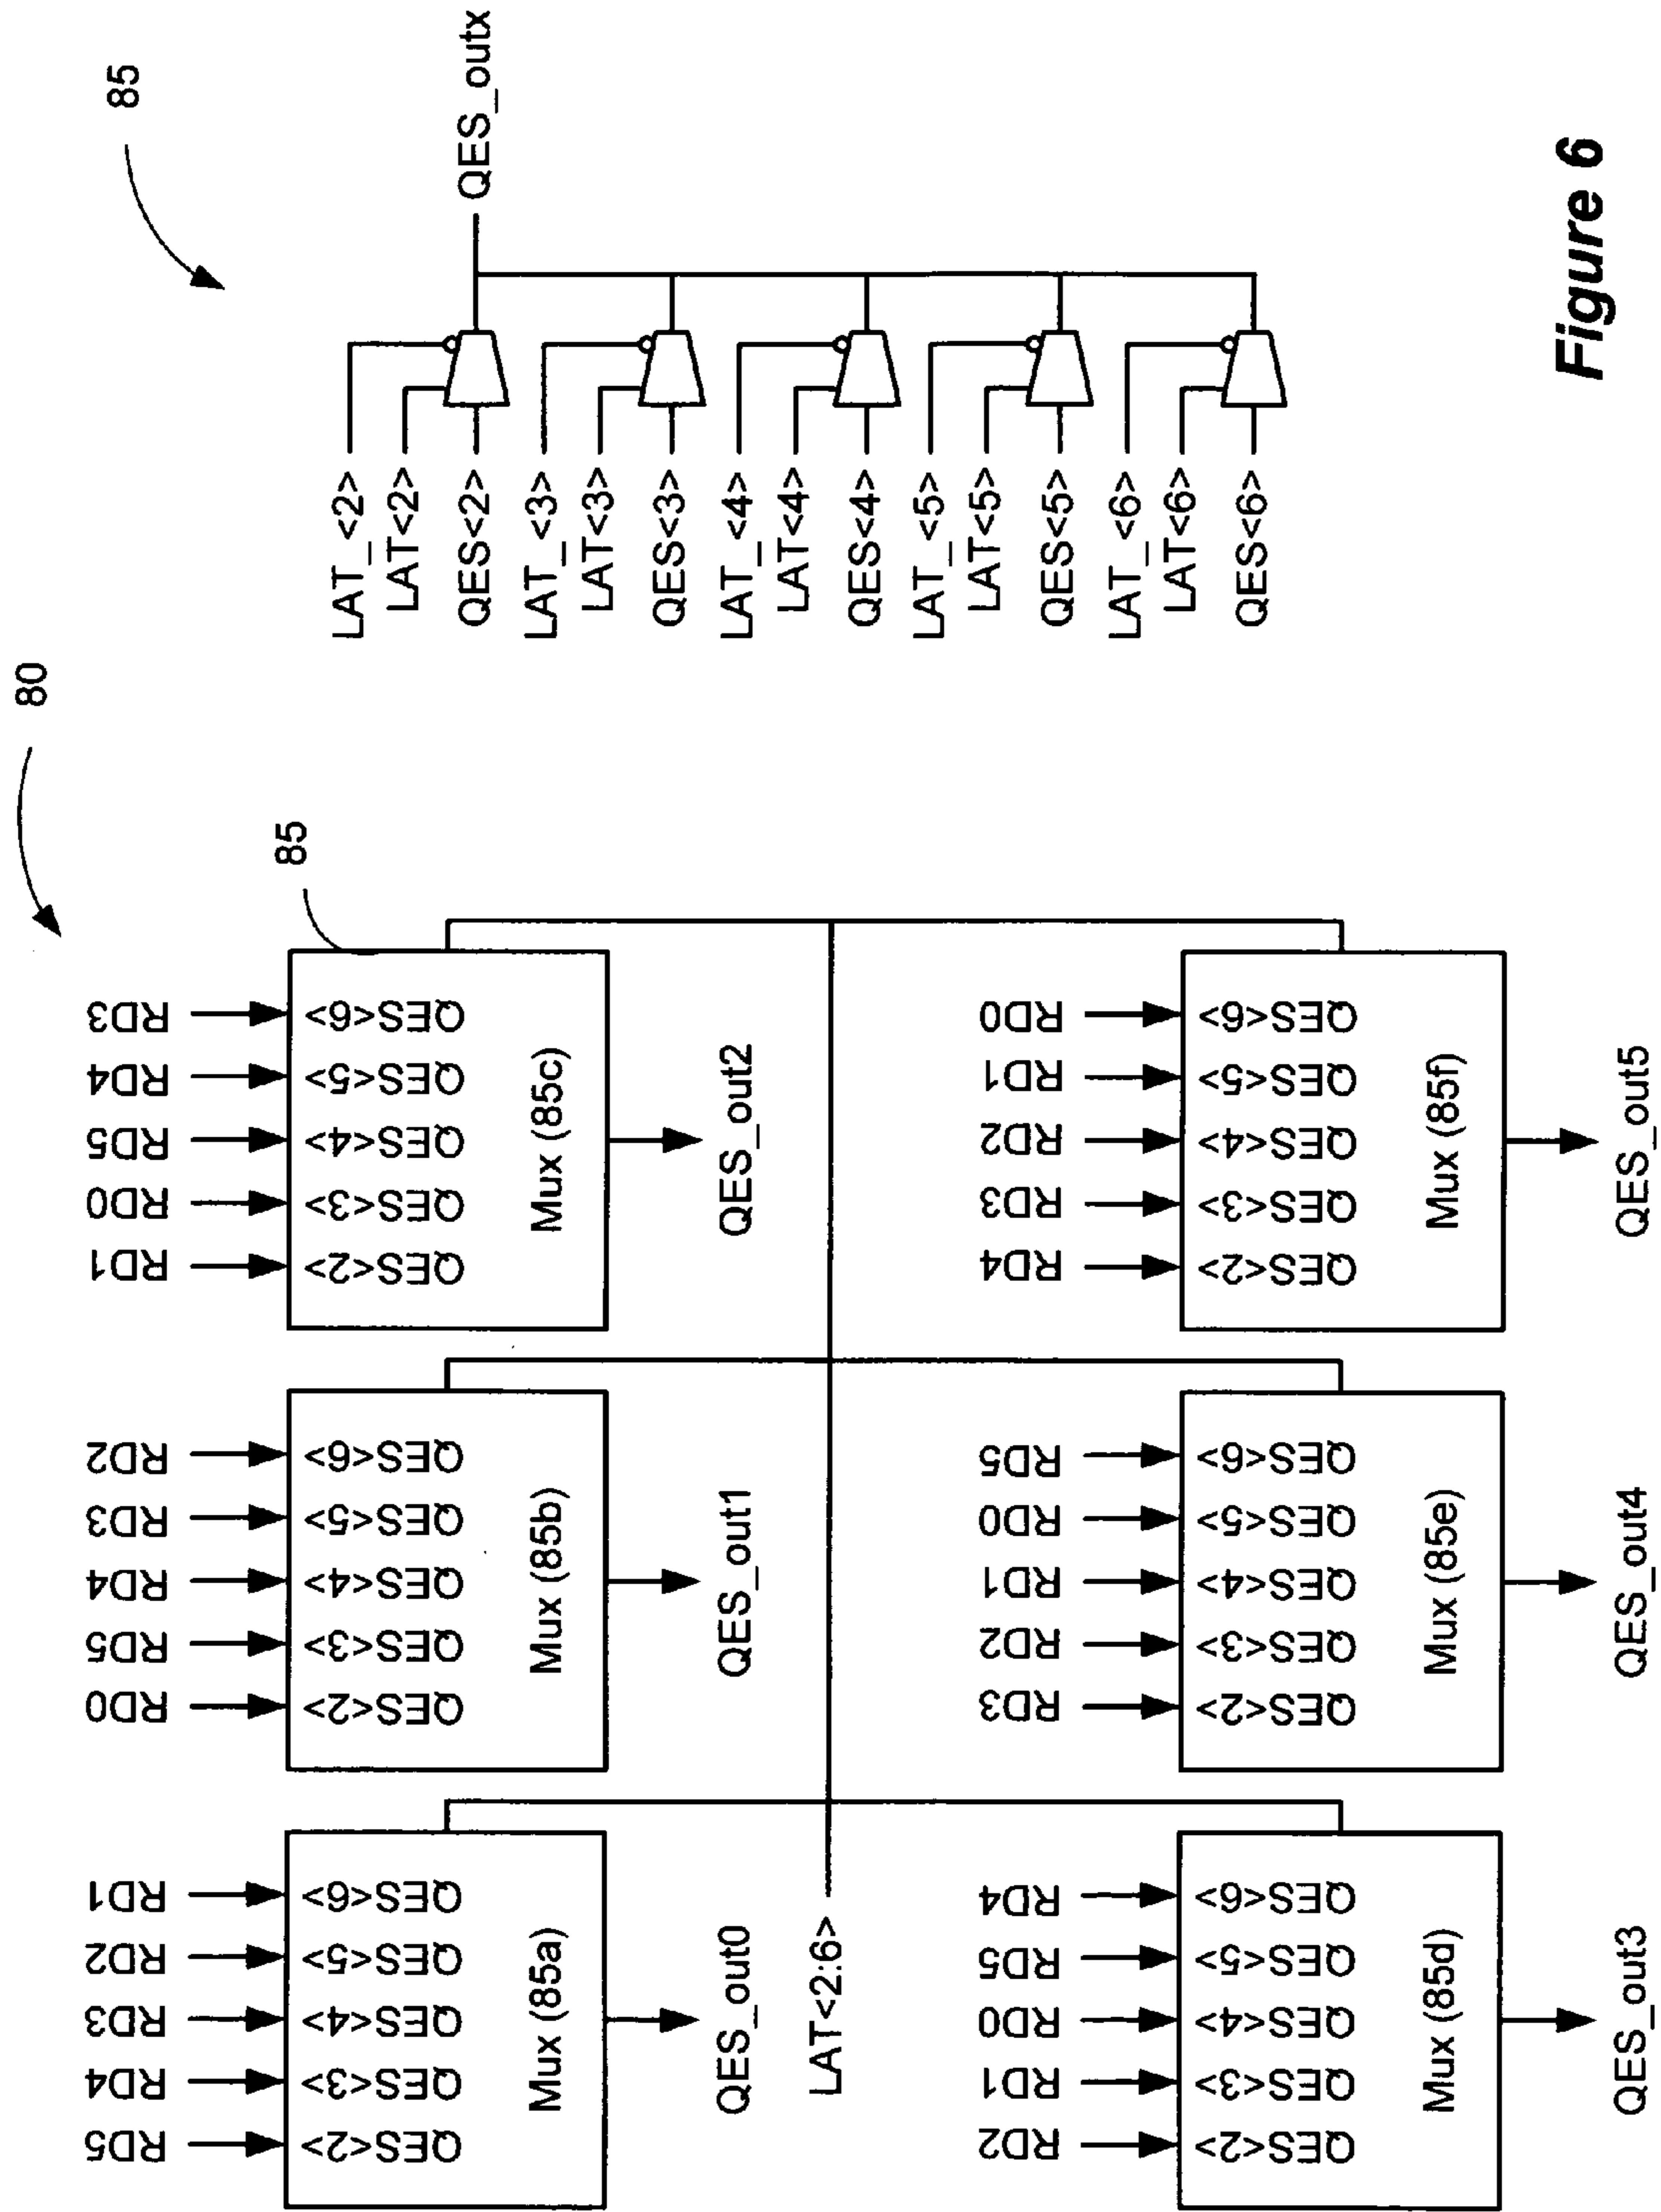 80
RD5
RD4
RD3
RD2
RD1
QES<2>
QES<3>
QES<4>
QES<5>
QES<6>
Mux (85a)
QES_out0
RD0
RD5
RD4
RD3
RD2
QES<2>
QES<3>
QES<4>
QES<5>
QES<6>
Mux (85b)
QES_out1
RD1
RD0
RD5
RD4
RD3
85
QES<2>
QES<3>
QES<4>
QES<5>
QES<6>
Mux (85c)
QES_out2
LAT<2:6>
RD2
RD1
RD0
RD5
RD4
QES<2>
QES<3>
QES<4>
QES<5>
QES<6>
Mux (85d)
QES_out3
RD3
RD2
RD1
RD0
RD5
QES<2>
QES<3>
QES<4>
QES<5>
QES<6>
Mux (85e)
QES_out4
RD4
RD3
RD2
RD1
RD0
QES<2>
QES<3>
QES<4>
QES<5>
QES<6>
Mux (85f)
QES_out5
85
LAT_<2>
LAT<2>
QES<2>
QES_outx
LAT_<3>
LAT<3>
QES<3>
LAT_<4>
LAT<4>
QES<4>
LAT_<5>
LAT<5>
QES<5>
LAT_<6>
LAT<6>
QES<6>
Figure 6